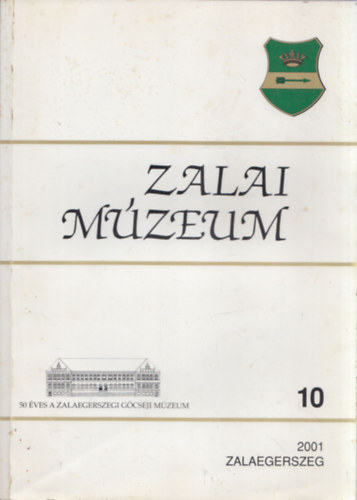 ZALAI
MÚZEUM
50 ÉVES A ZALAEGERSZEGI GÖCSEJI MÚZEUM
10
2001
ZALAEGERSZEG